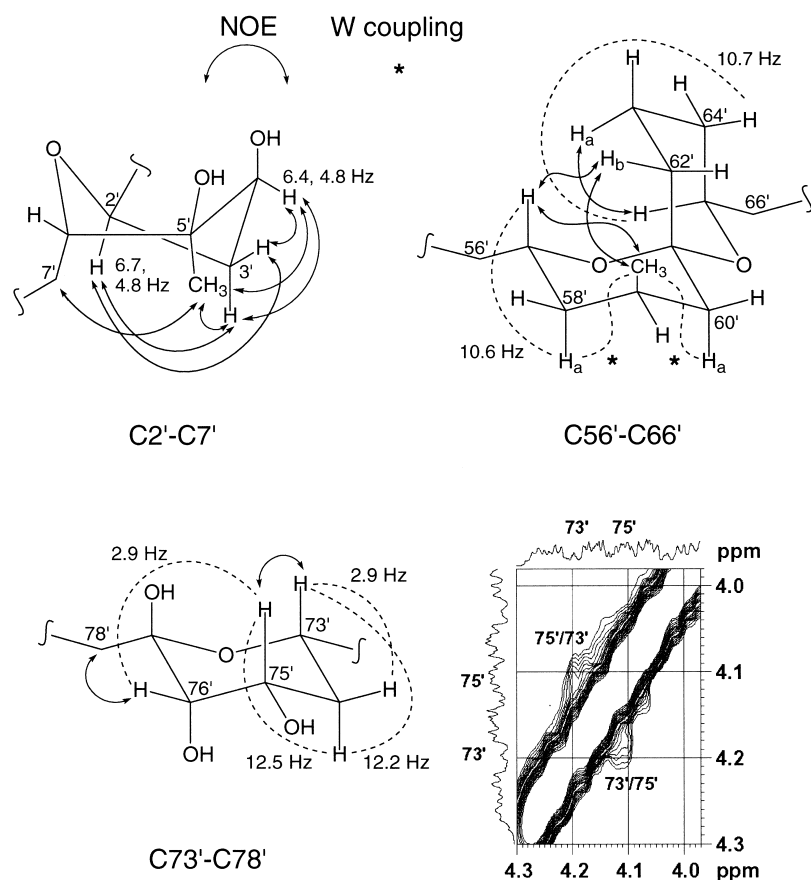 NOE W coupling
*
10.7 Hz
H
H
64'
H
Ha
Hb
62'
H
H
H
66'
56'
O
CH3
O
H
58'
H
60'
H
10.6 Hz
Ha
*
*
Ha
O
OH
OH
2'
6.4, 4.8 Hz
H
H
5'
H
7'
H
6.7,
4.8 Hz
CH3
3'
H
C2'-C7'
C56'-C66'
2.9 Hz
2.9 Hz
OH
H
H
78'
73'
O
H
76'
75'
H
OH
OH
12.5 Hz
H
12.2 Hz
C73'-C78'
73' 75'
ppm
4.0
75'/73'
75'
4.1
73'
4.2
73'/75'
4.3
4.3 4.2 4.1 4.0 ppm